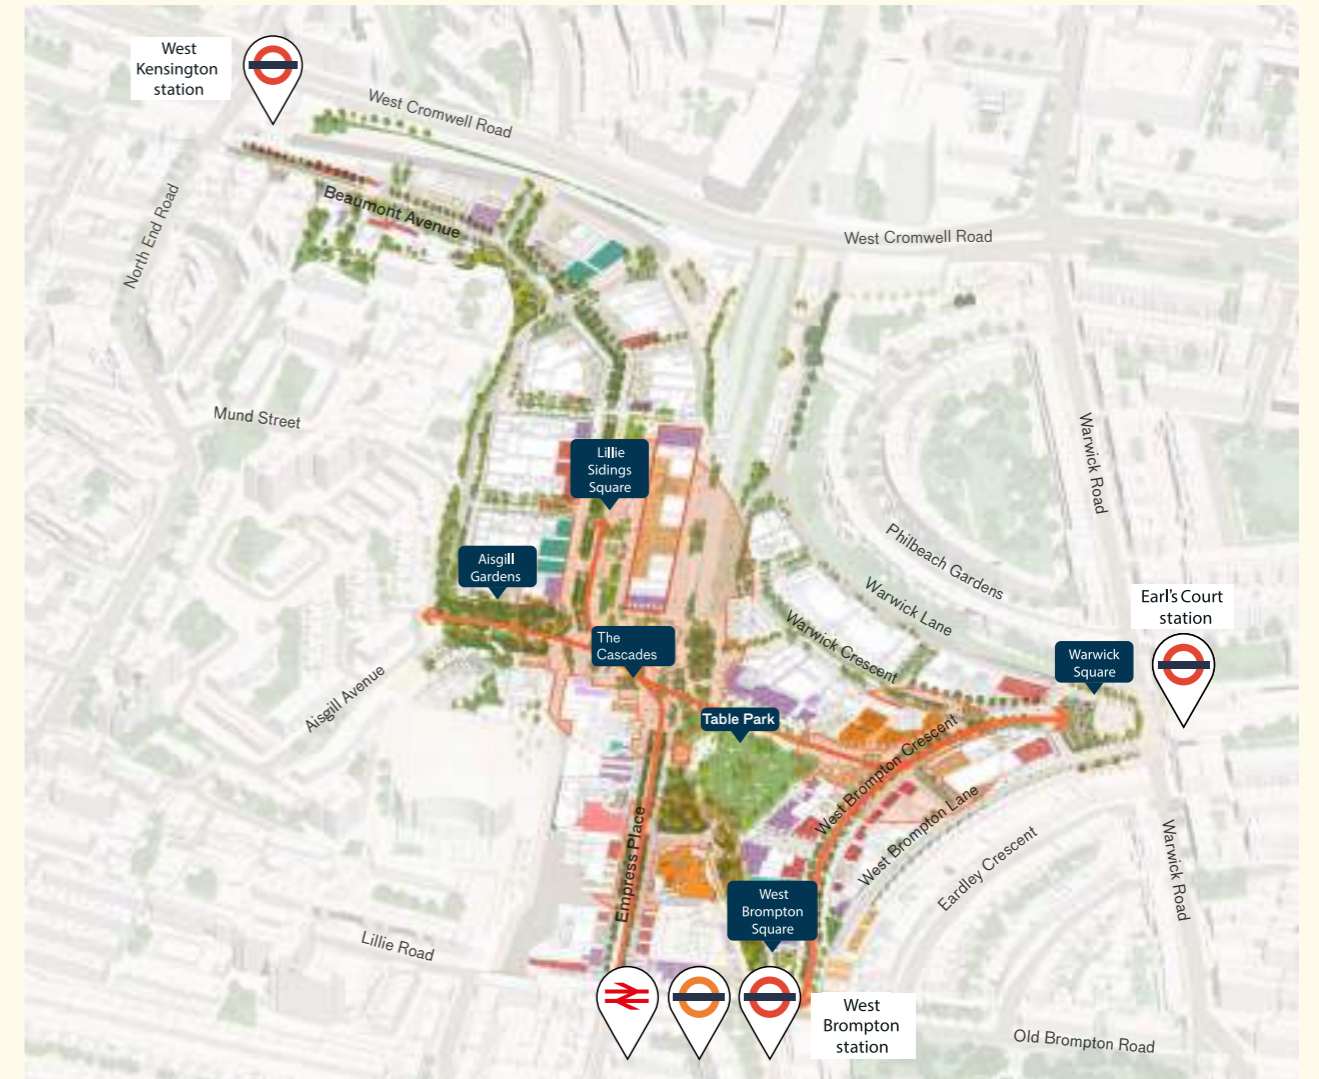 West
Kensington
station
West Cromwell Road
Beaumont Avenue
North End Road
West Cromwell Road
Mund Street
Lillie
Sidings
Square
Warwick Road
Philbeach Gardens
Aisgill
Gardens
Warwick Lane
Earl's Court
station
Warwick Crescent
The
Cascades
Warwick
Square
Aisgill Avenue
Table Park
West Brompton Crescent
West Brompton Lane
Empress Place
Eardley Crescent
Warwick Road
West
Brompton
Square
Lillie Road
West
Brompton
station
Old Brompton Road